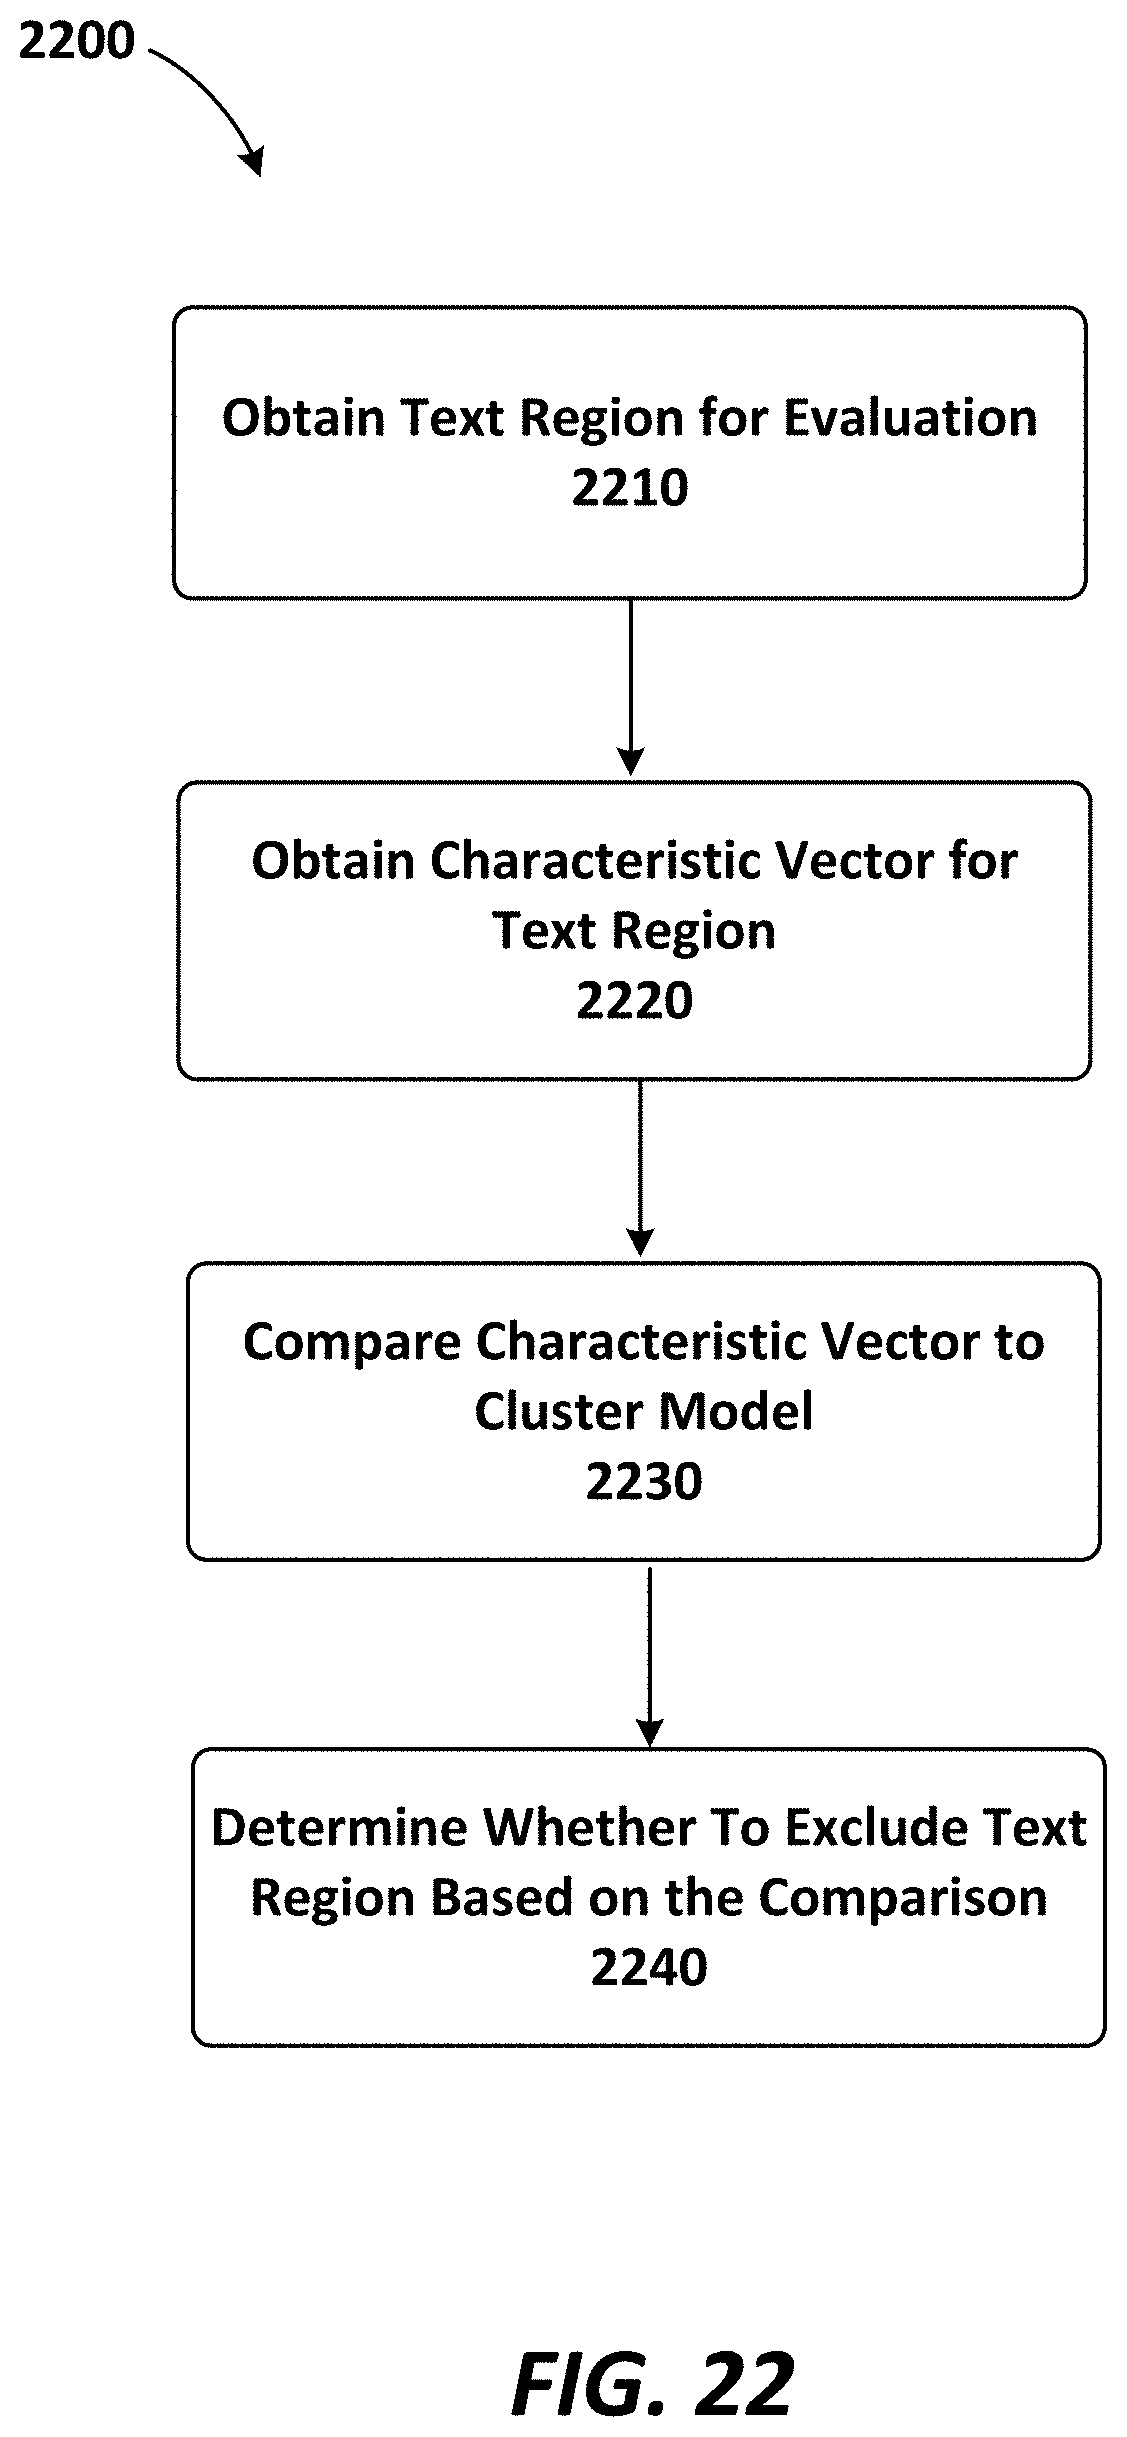 2200
Obtain Text Region for Evaluation
2210
Obtain Characteristic Vector for
Text Region
2220
Compare Characteristic Vector to
Cluster Model
2230
Determine Whether To Exclude Text
Region Based on the Comparison
2240
FIG. 22